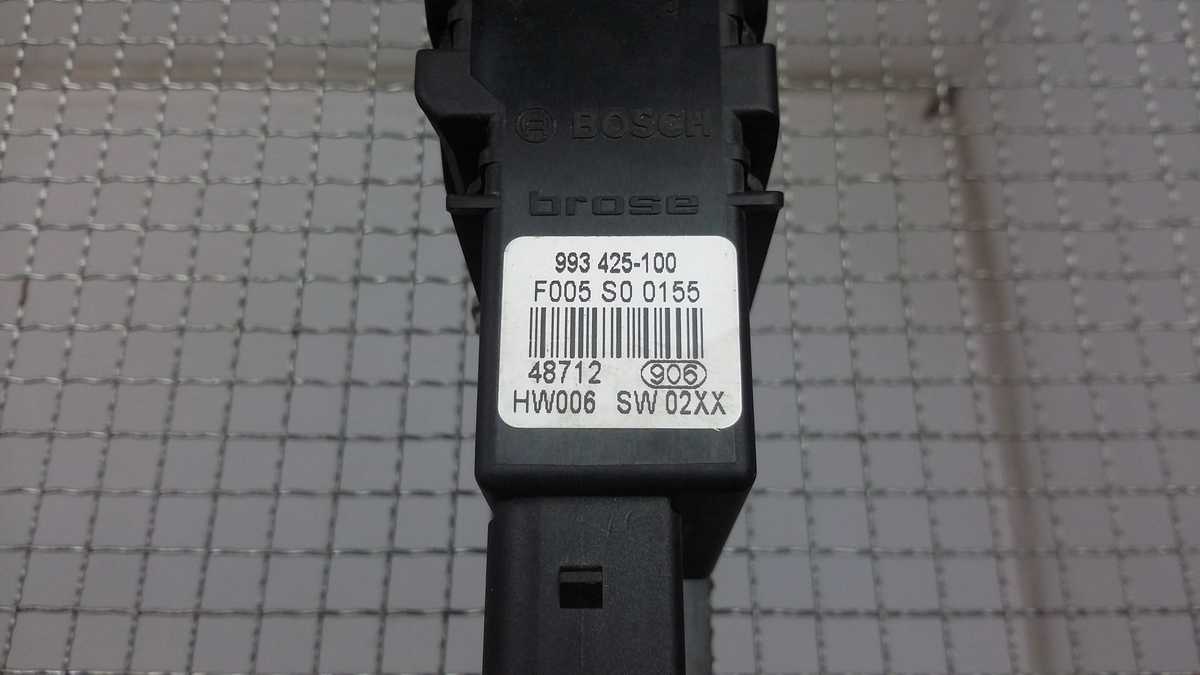 BOSCH
brose
993 425-100
F005 S0 0155
48712 906
HW006 SW 02XX